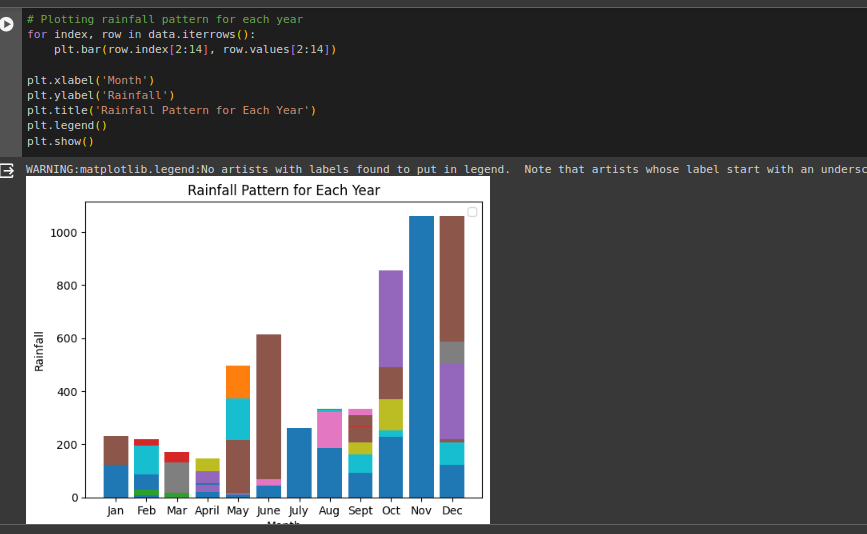 # Plotting rainfall pattern for each year
for index, row in data.iterrows():
    plt.bar(row.index[2:14], row.values[2:14])
plt.xlabel('Month')
plt.ylabel('Rainfall')
plt.title('Rainfall Pattern for Each Year')
plt.legend()
plt.show()
WARNING:matplotlib.legend:No artists with labels found to put in legend.  Note that artists whose label start with an undersc
Rainfall Pattern for Each Year
1000
800
600
400
200
0
Rainfall
Jan Feb Mar April May June July Aug Sept Oct Nov Dec
Month